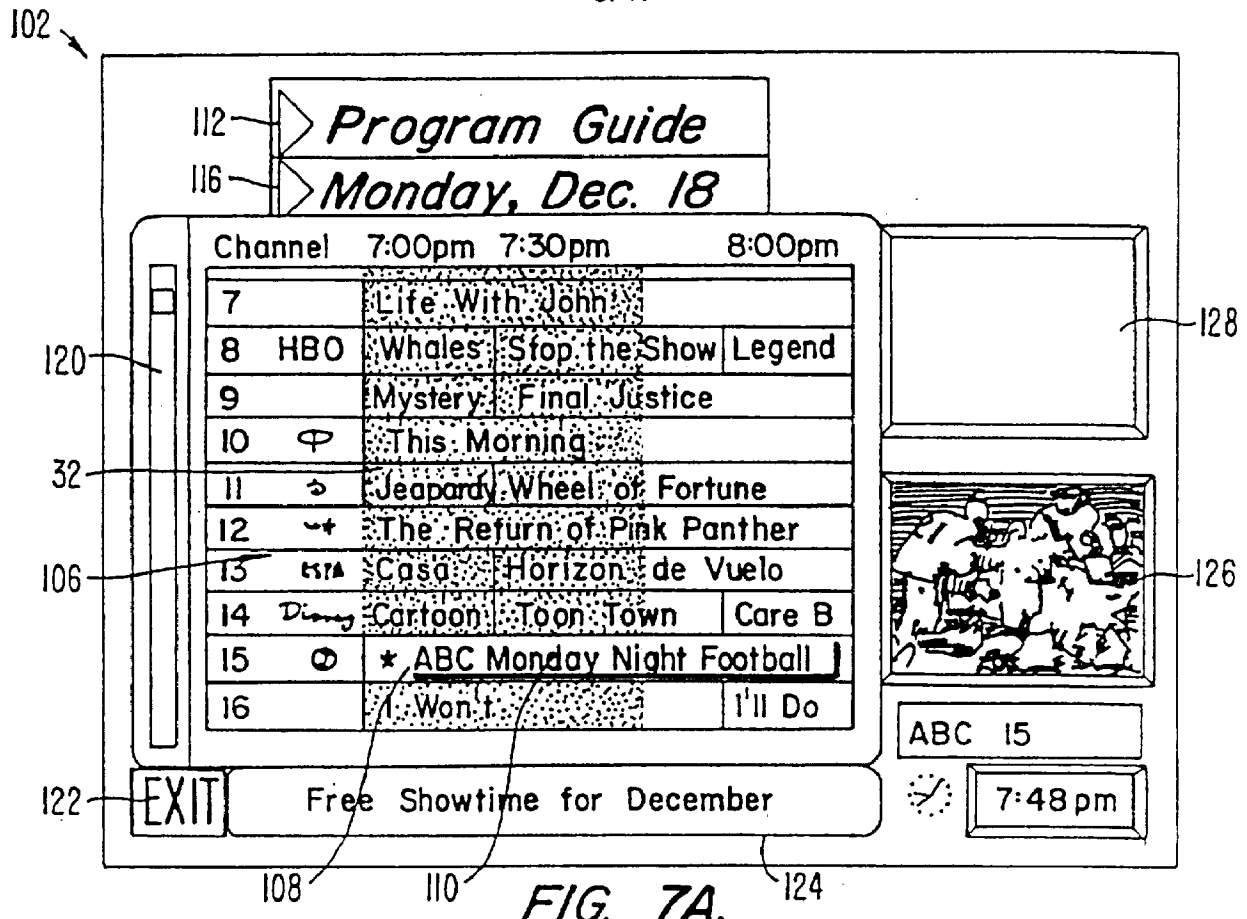 102
112
Program Guide
116
Monday, Dec. 18
Channel 7:00pm 7:30pm 8:00pm
7 Life With John
8 HBO Whales Stop the Show Legend
128
120
9 Mystery Final Justice
10 This Morning
32
11 Jeapardy Wheel of Fortune
12 The Return of Pink Panther
106
13 Casa Horizon de Vuelo
126
14 Disney Cartoon Toon Town Care B
15 * ABC Monday Night Football
16 I Won't I'll Do
ABC 15
122
EXIT Free Showtime for December
7:48pm
108 110 124
FIG. 7A.